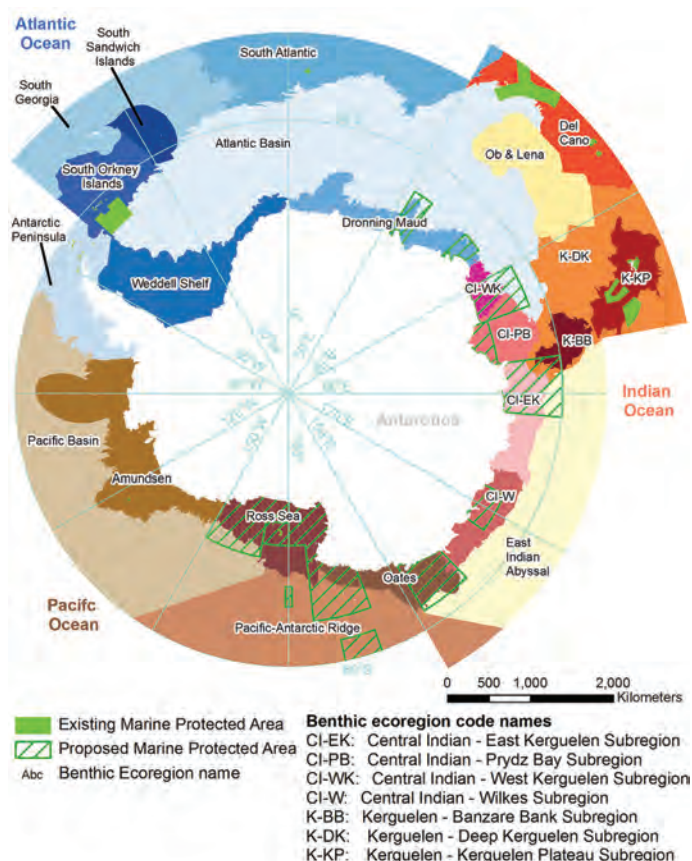 Atlantic
Ocean
South
Sandwich
Islands
South Atlantic
South
Georgia
Del
Cano
Atlantic Basin
Ob & Lena
South Orkney
Islands
Dronning Maud
Antarctic
Peninsula
K-DK
Weddell Shelf
K-KP
CI-WK
CI-PB
K-BB
Indian
Ocean
CI-EK
Antarctica
Pacific Basin
Amundsen
CI-W
Ross Sea
East
Indian
Abyssal
Oates
Pacifc
Ocean
Pacific-Antarctic Ridge
60°S
0 500 1,000 2,000
Kilometers
Existing Marine Protected Area
Proposed Marine Protected Area
Abc Benthic Ecoregion name
Benthic ecoregion code names
CI-EK: Central Indian - East Kerguelen Subregion
CI-PB: Central Indian - Prydz Bay Subregion
CI-WK: Central Indian - West Kerguelen Subregion
CI-W: Central Indian - Wilkes Subregion
K-BB: Kerguelen - Banzare Bank Subregion
K-DK: Kerguelen - Deep Kerguelen Subregion
K-KP: Kerguelen - Kerguelen Plateau Subregion